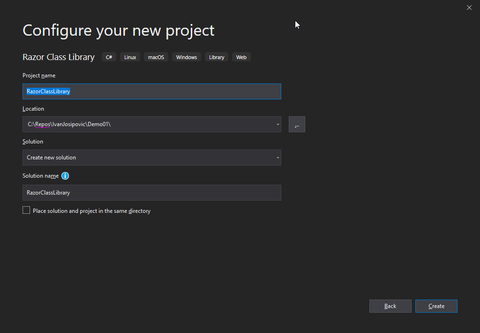 Configure your new project
Razor Class Library C# Linux macOS Windows Library Web
Project name
RazorClassLibrary
Location
C:\Repos\IvanJosipovic\Demo01\
...
Solution
Create new solution
Solution name
RazorClassLibrary
Place solution and project in the same directory
Back Create